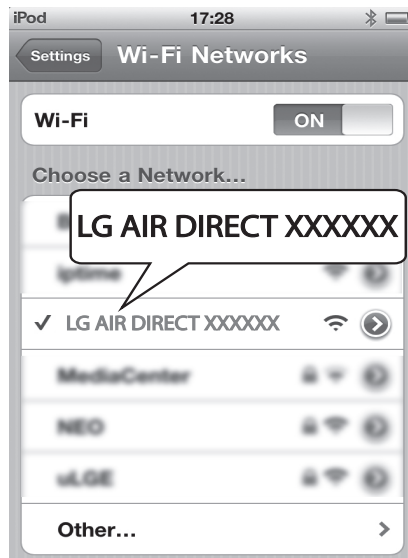 iPod
17:28
Settings
Wi-Fi Networks
Wi-Fi
ON
Choose a Network...
LG AIR DIRECT XXXXXX
iptime
✓ LG AIR DIRECT XXXXXX
MediaCenter
NEO
uLGE
Other...